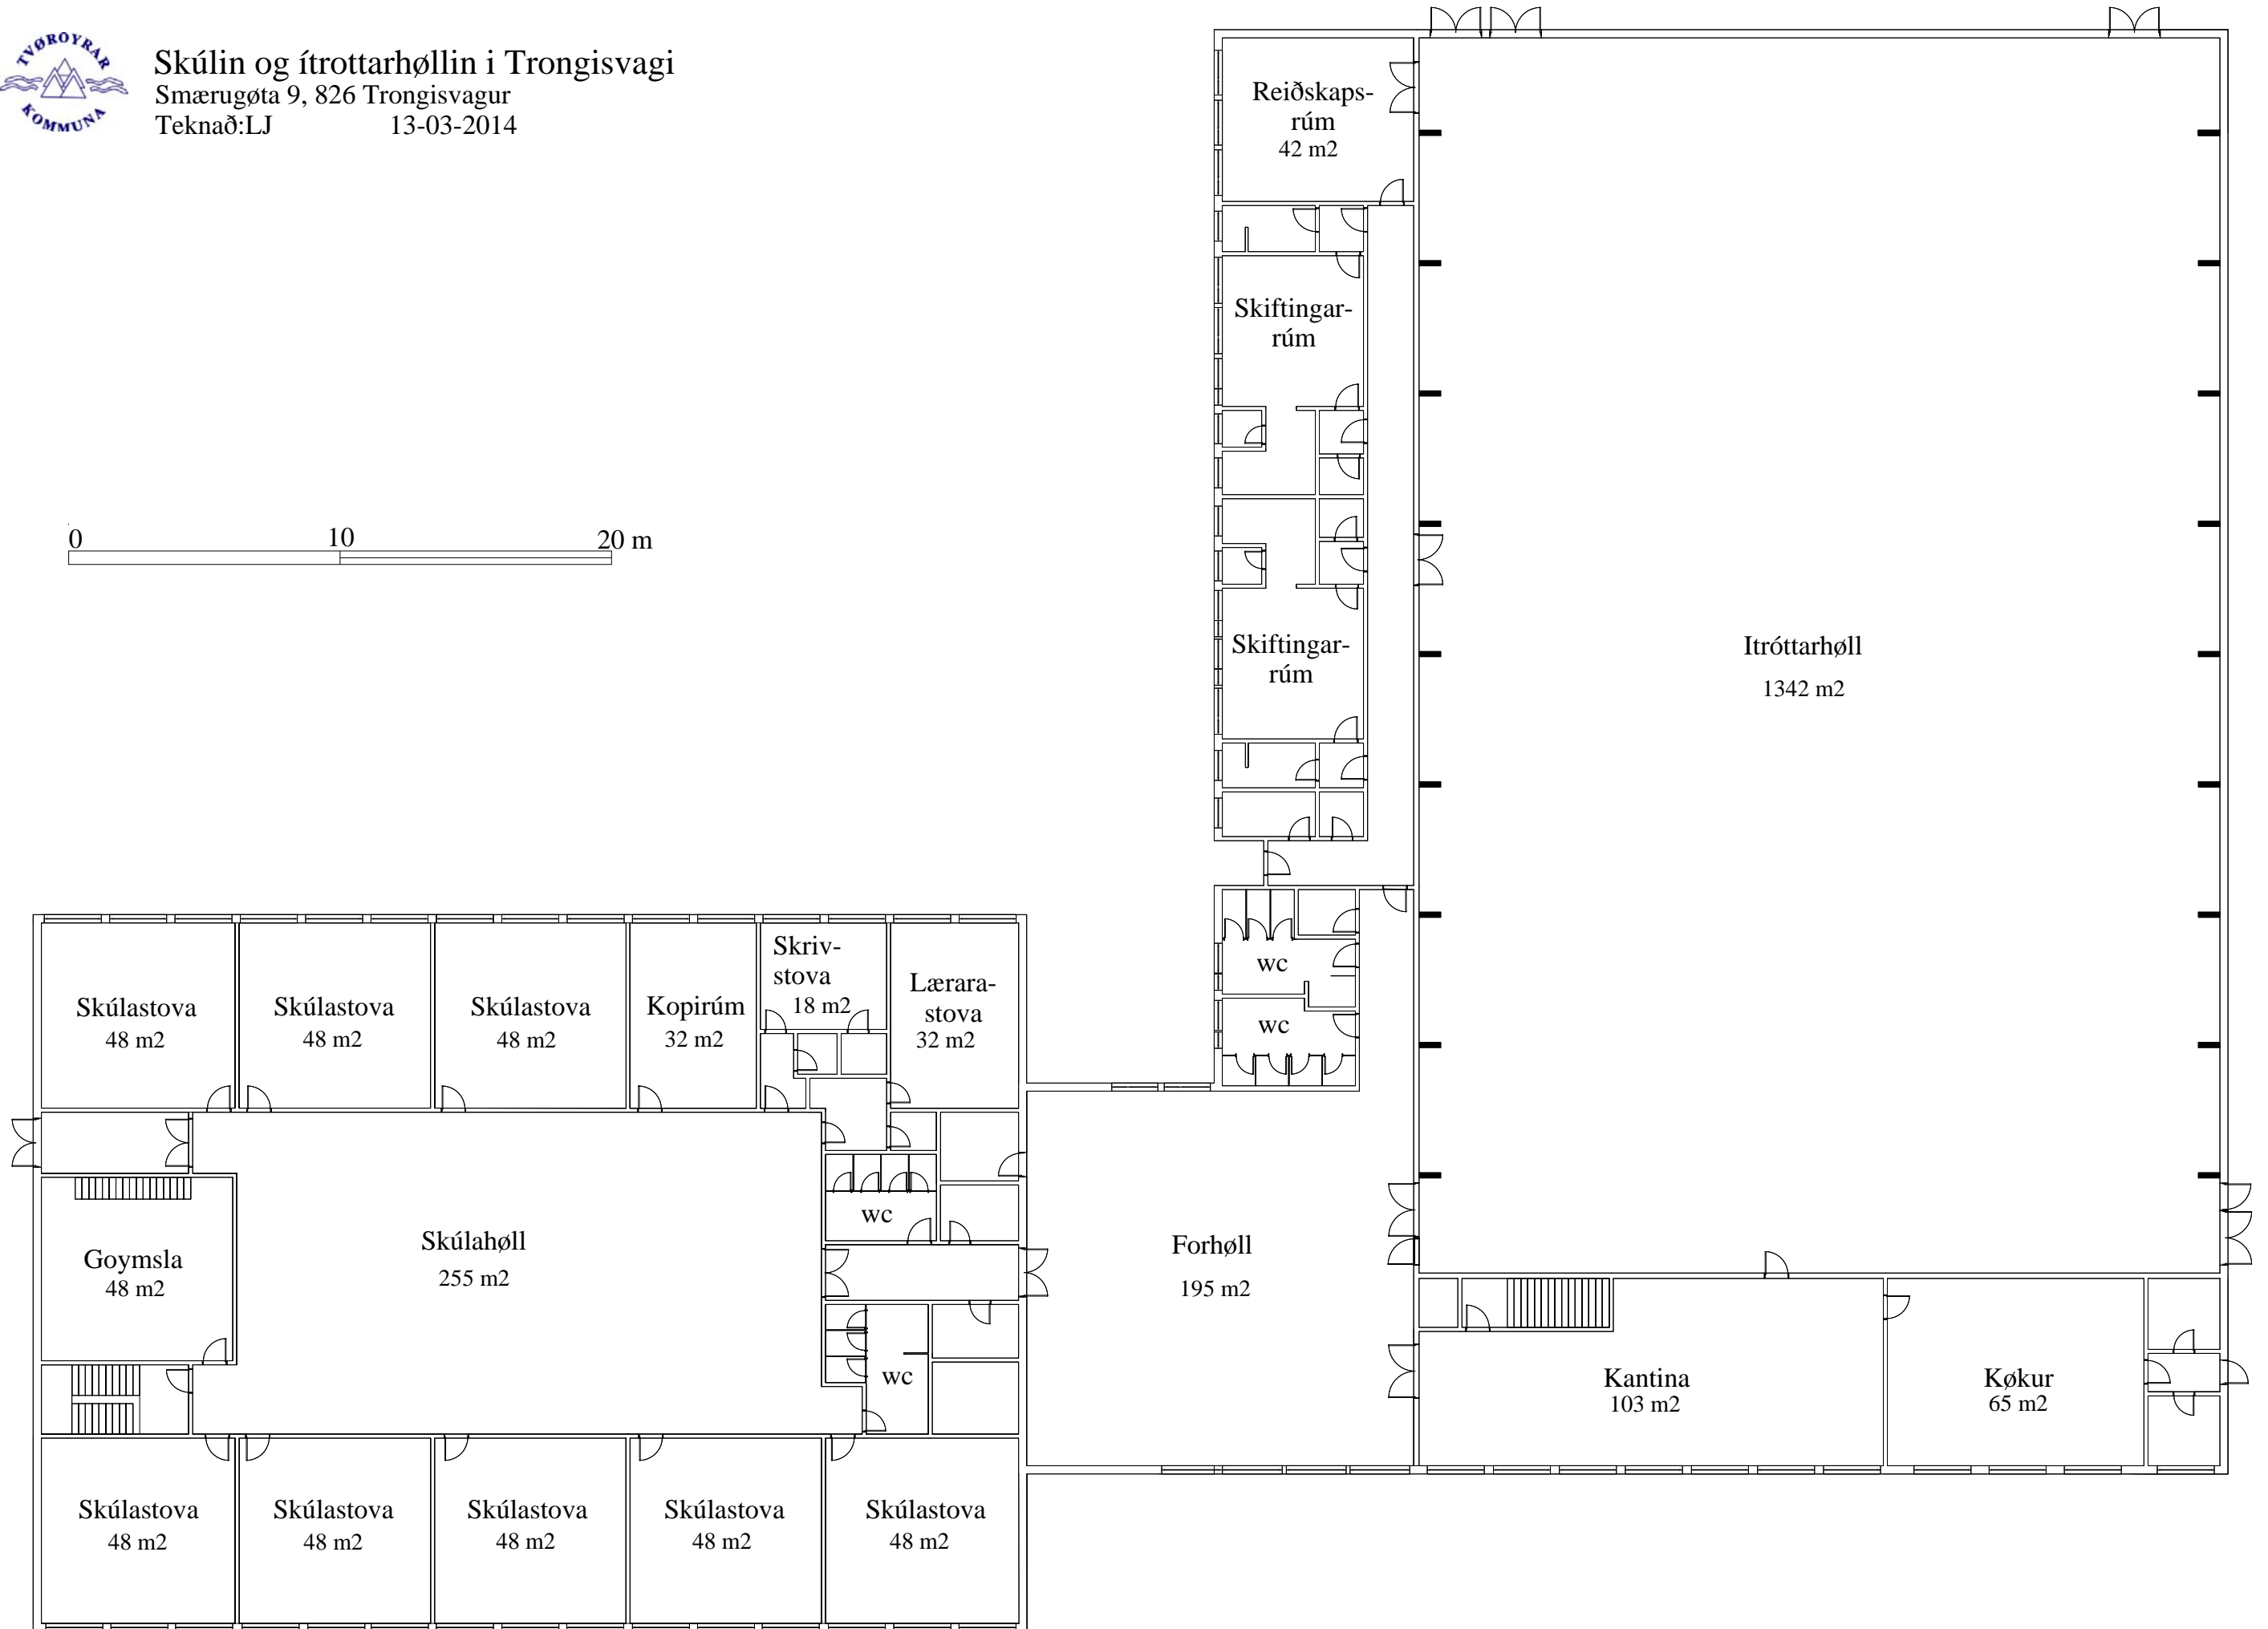 TVØROYRAR
KOMMUNA
Skúlin og ítrottarhøllin i Trongisvagi
Smærugøta 9, 826 Trongisvagur
Teknað:LJ 13-03-2014
0 10 20 m
Reiðskaps-
rúm
42 m2
Skiftingar-
rúm
Skiftingar-
rúm
Itróttarhøll
1342 m2
wc
wc
Skúlastova
48 m2
Skúlastova
48 m2
Skúlastova
48 m2
Kopirúm
32 m2
Skriv-
stova
18 m2
Lærara-
stova
32 m2
Goymsla
48 m2
Skúlahøll
255 m2
wc
wc
Forhøll
195 m2
Kantina
103 m2
Køkur
65 m2
Skúlastova
48 m2
Skúlastova
48 m2
Skúlastova
48 m2
Skúlastova
48 m2
Skúlastova
48 m2